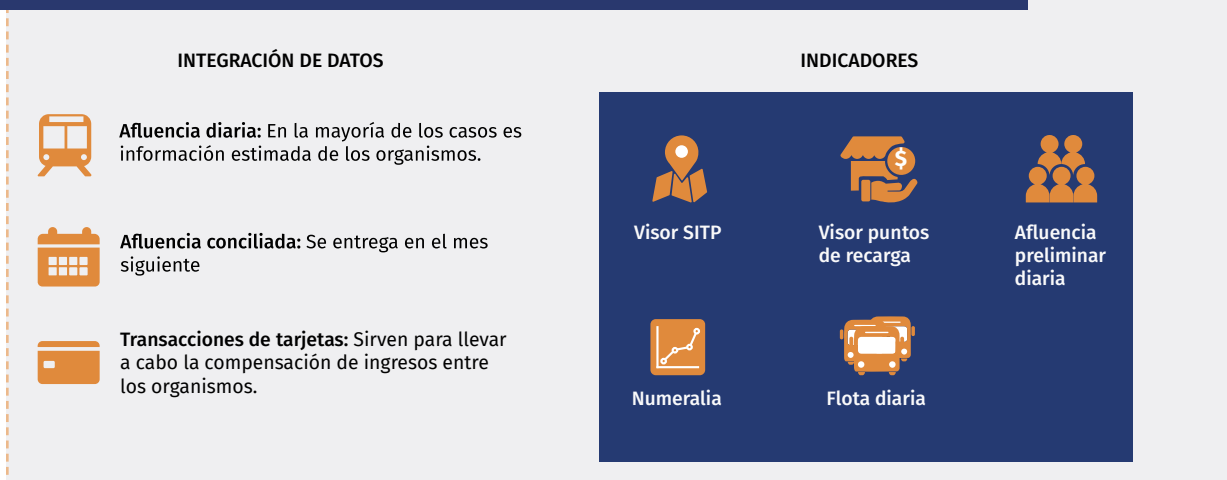 INTEGRACIÓN DE DATOS
Afluencia diaria: En la mayoría de los casos es
información estimada de los organismos.
Afluencia conciliada: Se entrega en el mes
siguiente
Transacciones de tarjetas: Sirven para llevar
a cabo la compensación de ingresos entre
los organismos.
INDICADORES
$
Visor SITP
Visor puntos
de recarga
Afluencia
preliminar
diaria
Numeralia
Flota diaria